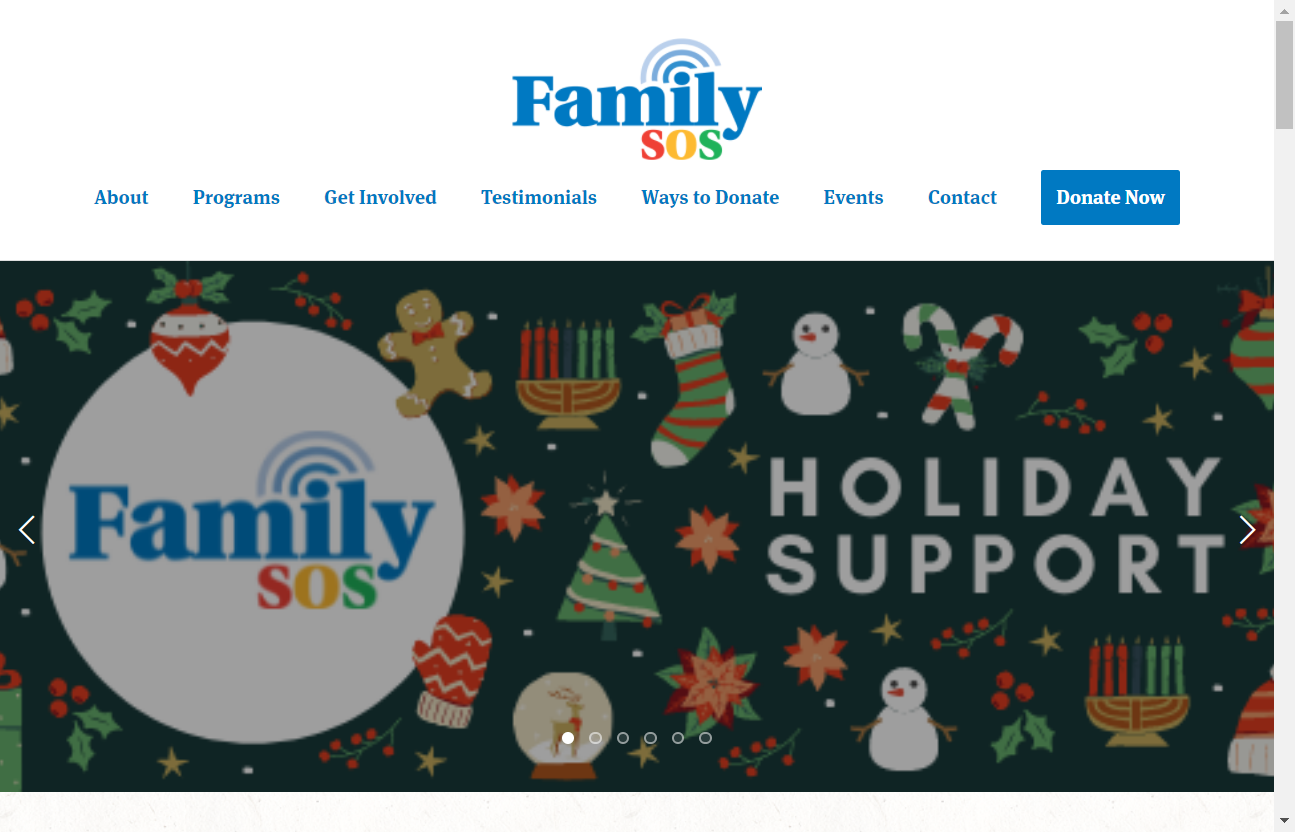 Family
SOS
About Programs Get Involved Testimonials Ways to Donate Events Contact Donate Now
Family
SOS
HOLIDAY
SUPPORT